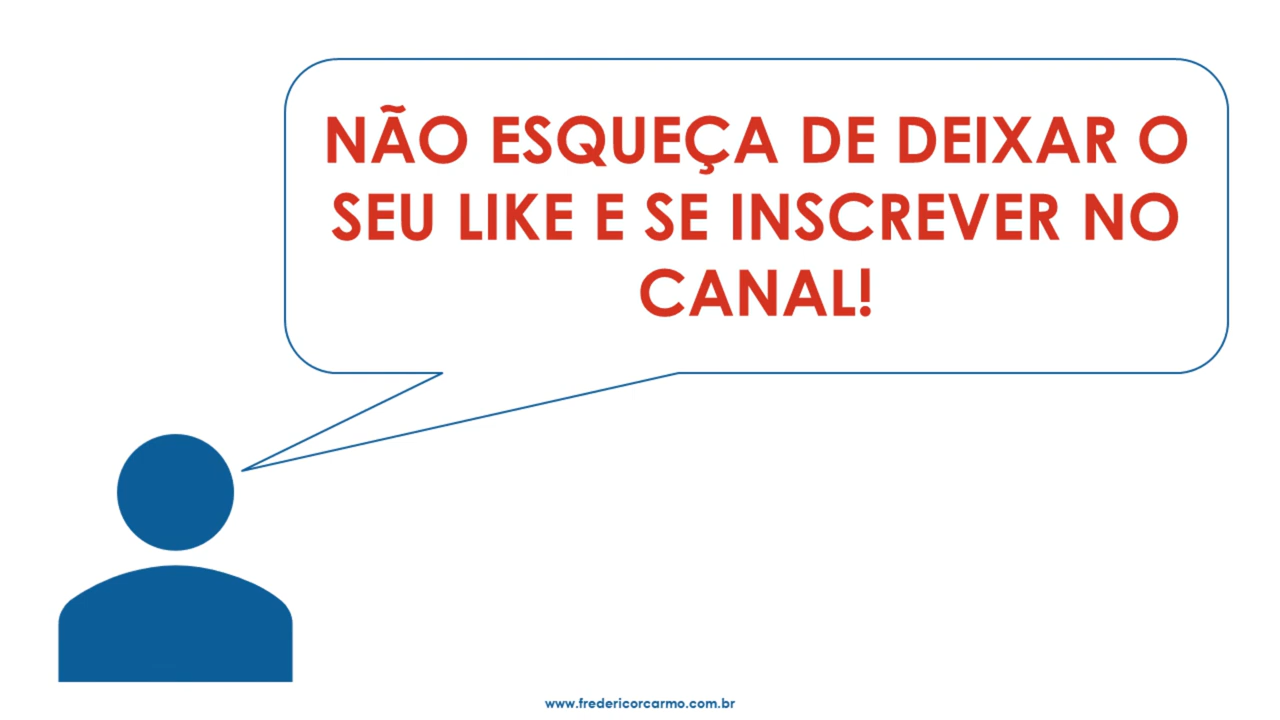 NÃO ESQUEÇA DE DEIXAR O
SEU LIKE E SE INSCREVER NO
CANAL!
www.fredericorcarmo.com.br